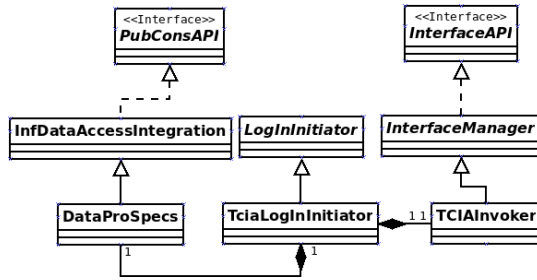 <<Interface>>
PubConsAPI
<<Interface>>
InterfaceAPI
InfDataAccessIntegration
LogInInitiator
InterfaceManager
DataProSpecs
TciaLogInInitiator
1 1
TCIAInvoker
1
1